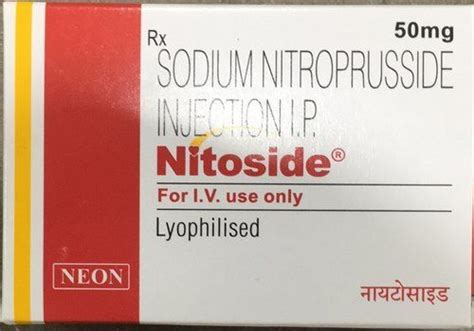 50mg
Rx
SODIUM NITROPRUSSIDE
INJECTION I.P.
Nitoside®
For I.V. use only
Lyophilised
NEON
नायटोसाइड